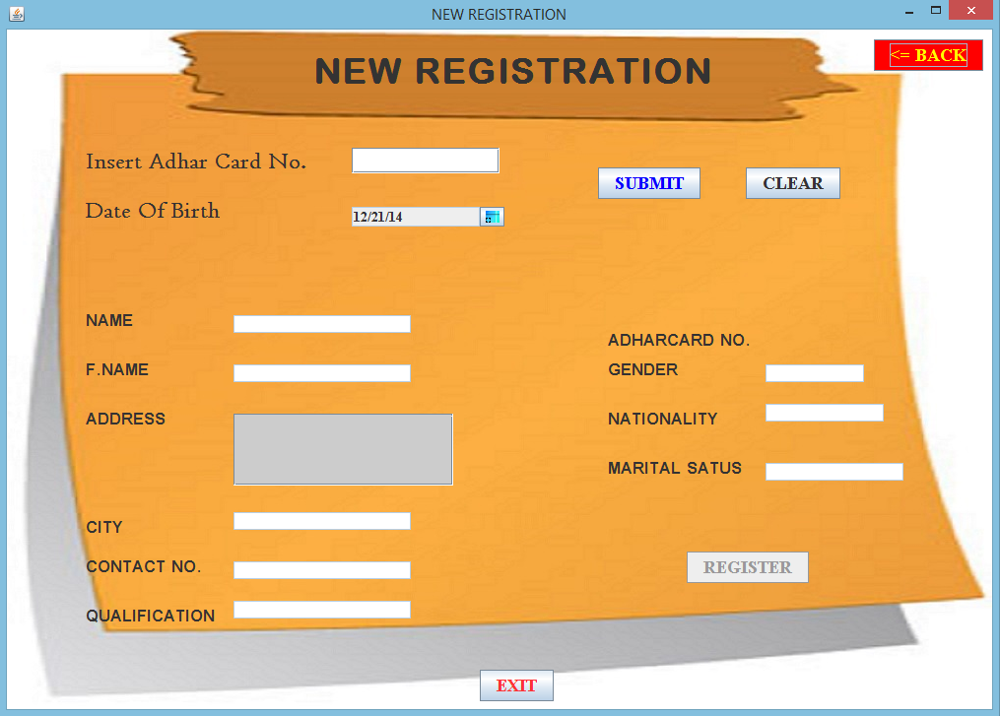 NEW REGISTRATION
<= BACK
NEW REGISTRATION
Insert Adhar Card No.
SUBMIT
CLEAR
Date Of Birth
12/21/14
NAME
ADHARCARD NO.
F.NAME
GENDER
ADDRESS
NATIONALITY
MARITAL SATUS
CITY
CONTACT NO.
REGISTER
QUALIFICATION
EXIT